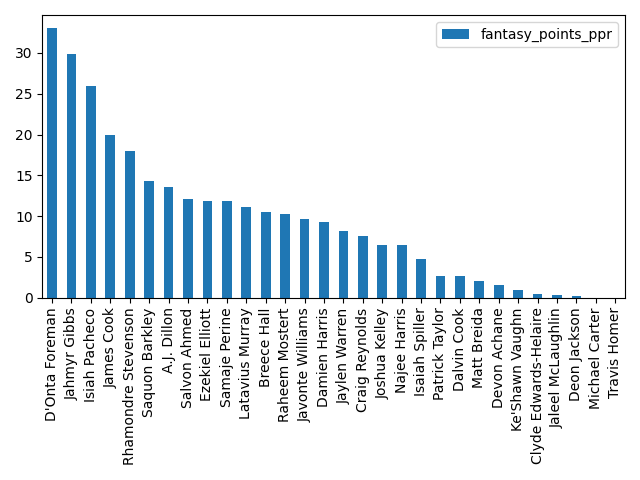 fantasy_points_ppr
30
25
20
15
10
5
0
D'Onta Foreman
Jahmyr Gibbs
Isiah Pacheco
James Cook
Rhamondre Stevenson
Saquon Barkley
A.J. Dillon
Salvon Ahmed
Ezekiel Elliott
Samaje Perine
Latavius Murray
Breece Hall
Raheem Mostert
Javonte Williams
Damien Harris
Jaylen Warren
Craig Reynolds
Joshua Kelley
Najee Harris
Isaiah Spiller
Patrick Taylor
Dalvin Cook
Matt Breida
Devon Achane
Ke'Shawn Vaughn
Clyde Edwards-Helaire
Jaleel McLaughlin
Deon Jackson
Michael Carter
Travis Homer